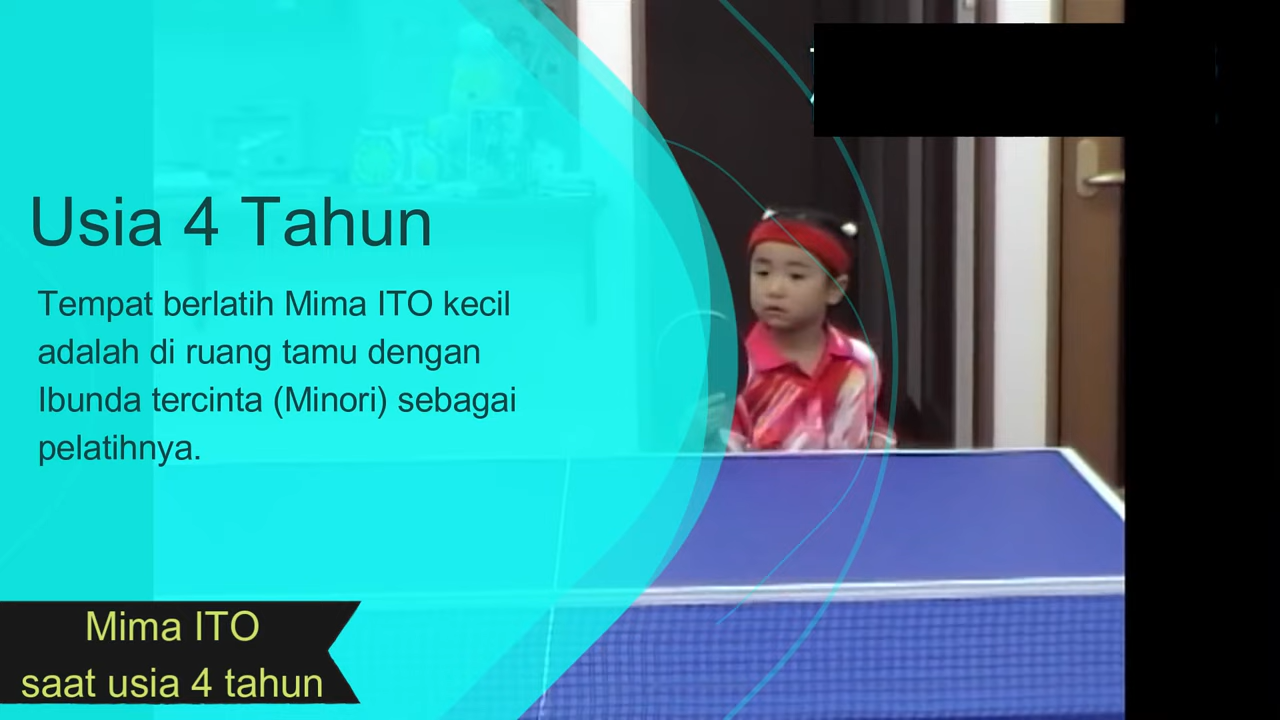 Usia 4 Tahun
Tempat berlatih Mima ITO kecil
adalah di ruang tamu dengan
Ibunda tercinta (Minori) sebagai
pelatihnya.
Mima ITO
saat usia 4 tahun